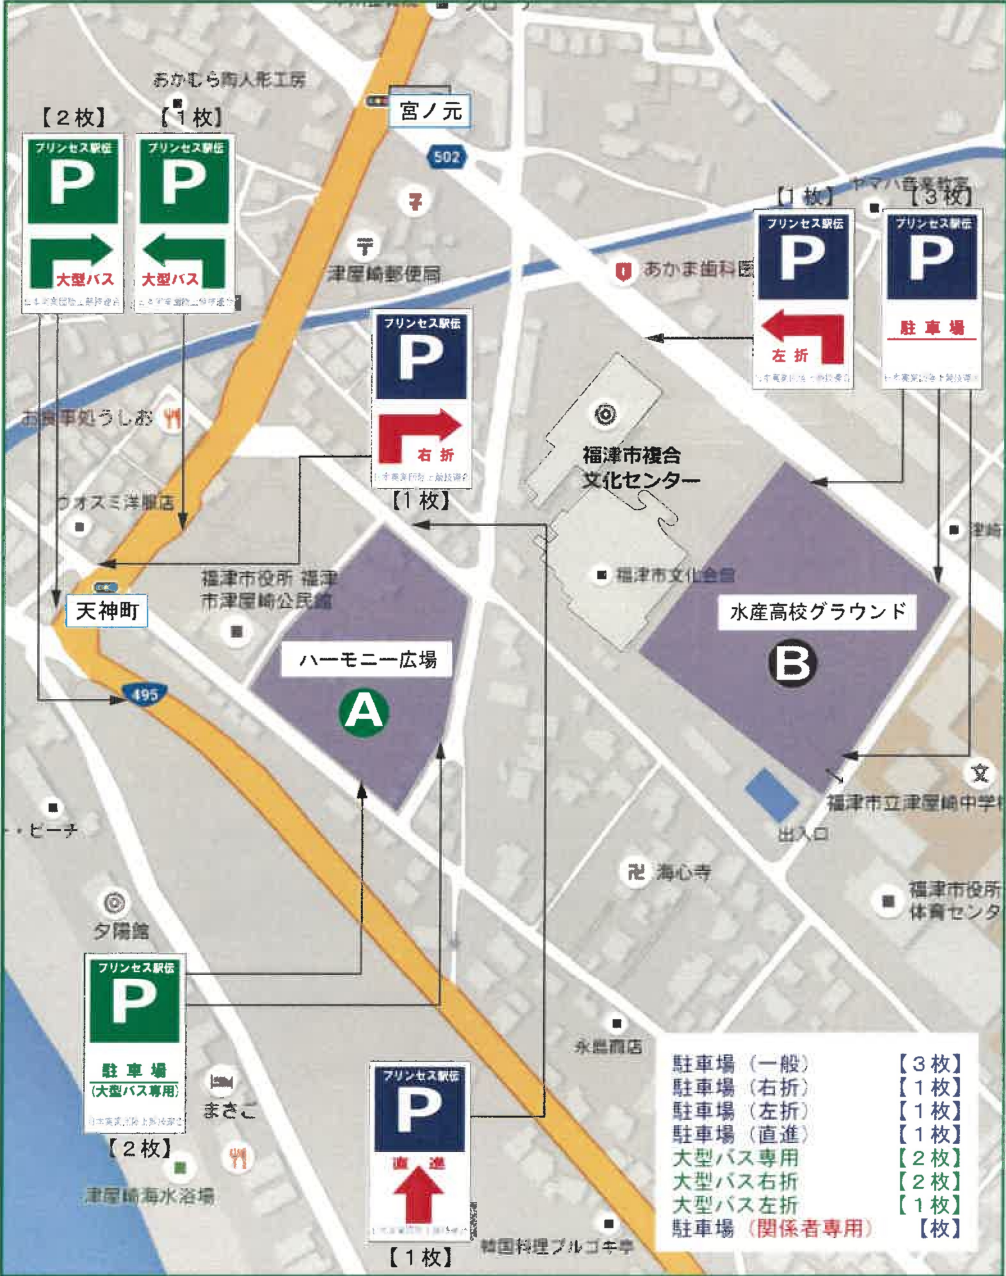 あかむら陶人形工房
宮ノ元
502
【2枚】
プリンセス駅伝
P
大型バス
【1枚】
プリンセス駅伝
P
大型バス
〒
津屋崎郵便局
ヤマハ音楽教室
あかま歯科医
【1枚】
プリンセス駅伝
P
左折
【3枚】
プリンセス駅伝
P
駐車場
プリンセス駅伝
P
右折
【1枚】
お食事処うしお
ウオズミ洋服店
福津市複合
文化センター
福津市文化会館
津崎
天神町
福津市役所 福津
市津屋崎公民館
ハーモニー広場
A
水産高校グラウンド
B
495
文
福津市立津屋崎中学校
出入口
・ビーチ
海心寺
福津市役所
体育センタ
夕陽館
プリンセス駅伝
P
駐車場
(大型バス専用)
【2枚】
まさご
津屋崎海水浴場
永島商店
プリンセス駅伝
P
直進
【1枚】
韓国料理プルゴキ亭
駐車場(一般) 【3枚】
駐車場(右折) 【1枚】
駐車場(左折) 【1枚】
駐車場(直進) 【1枚】
大型バス専用 【2枚】
大型バス右折 【2枚】
大型バス左折 【1枚】
駐車場(関係者専用) 【枚】